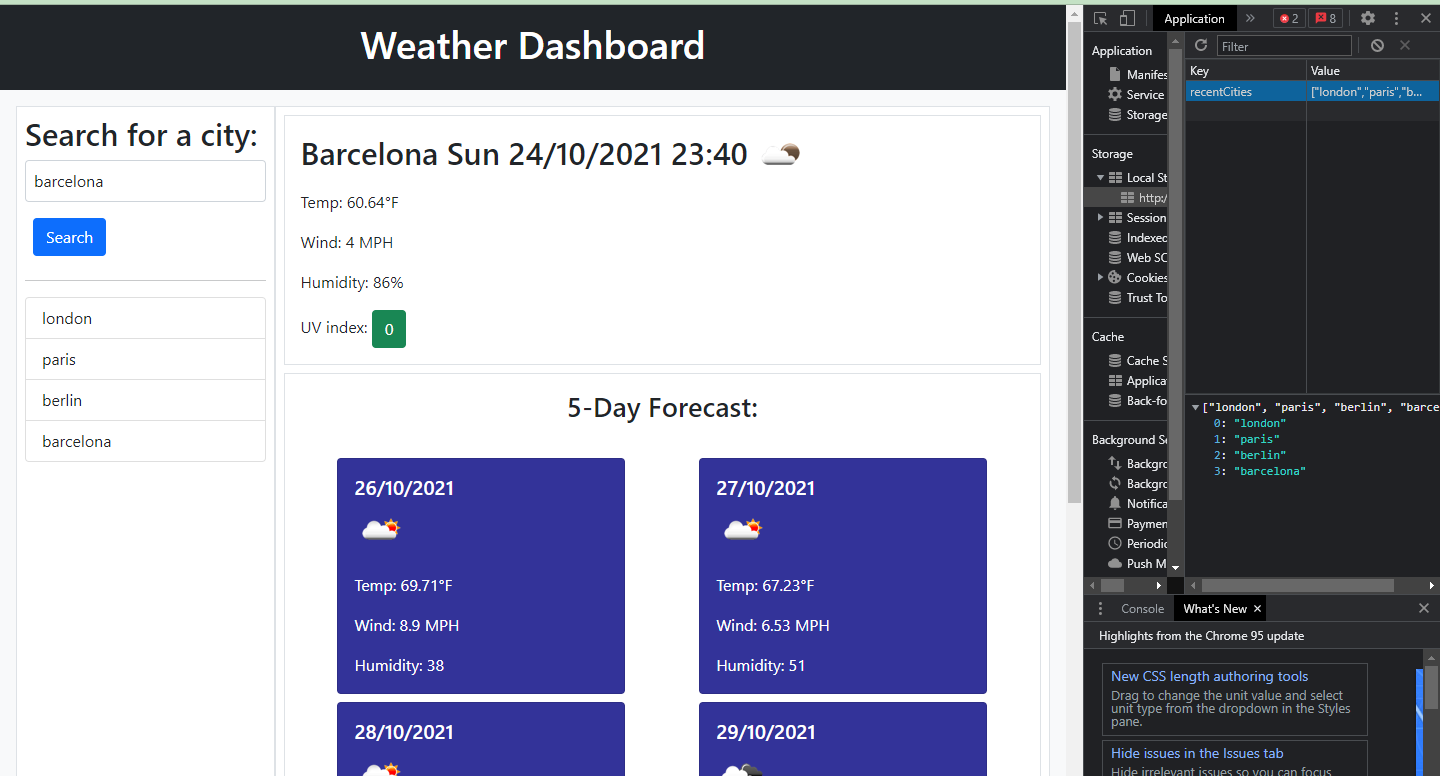 Weather Dashboard
Search for a city:
barcelona
Search
london
paris
berlin
barcelona
Barcelona Sun 24/10/2021 23:40
Temp: 60.64°F
Wind: 4 MPH
Humidity: 86%
UV index: 0
5-Day Forecast:
26/10/2021
Temp: 69.71°F
Wind: 8.9 MPH
Humidity: 38
27/10/2021
Temp: 67.23°F
Wind: 6.53 MPH
Humidity: 51
28/10/2021
29/10/2021
Application
2
8
Application
Manifes
Service
Storage
Storage
Local St
http:/
Session
Indexed
Web SC
Cookies
Trust To
Cache
Cache S
Applica
Back-fo
Background Se
Backgro
Backgro
Notifica
Paymen
Periodic
Push M
Filter
Key Value
recentCities ["london","paris","b...
["london", "paris", "berlin", "barce
0: "london"
1: "paris"
2: "berlin"
3: "barcelona"
Console What's New
Highlights from the Chrome 95 update
New CSS length authoring tools
Drag to change the unit value and select
unit type from the dropdown in the Styles
pane.
Hide issues in the Issues tab
Hide irrelevant issues so you can focus